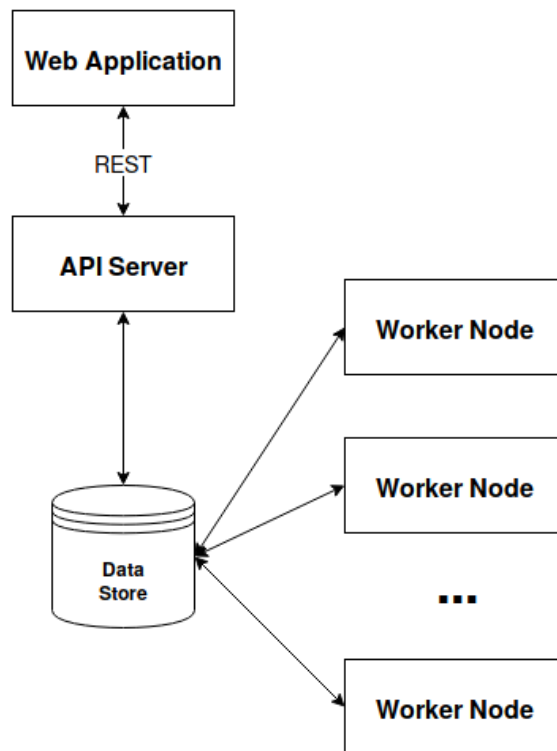 Web Application
REST
API Server
Worker Node
Worker Node
Data
Store
...
Worker Node